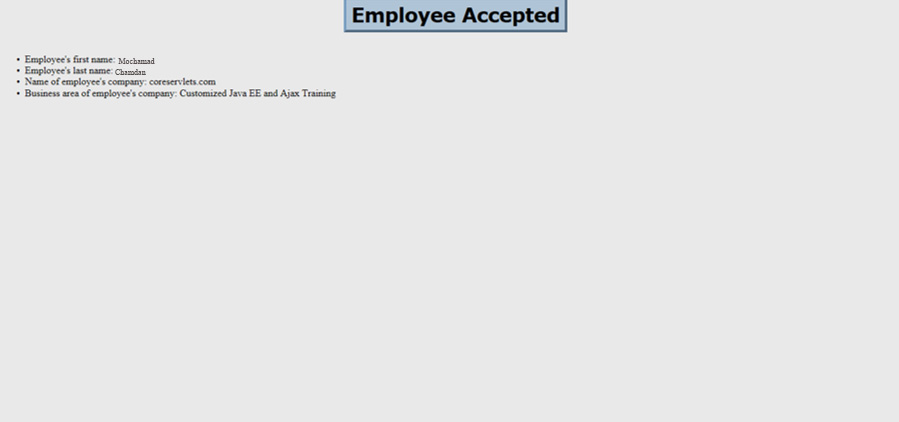 Employee Accepted
• Employee's first name: Mochamad
• Employee's last name: Chamdan
• Name of employee's company: coreservlets.com
• Business area of employee's company: Customized Java EE and Ajax Training